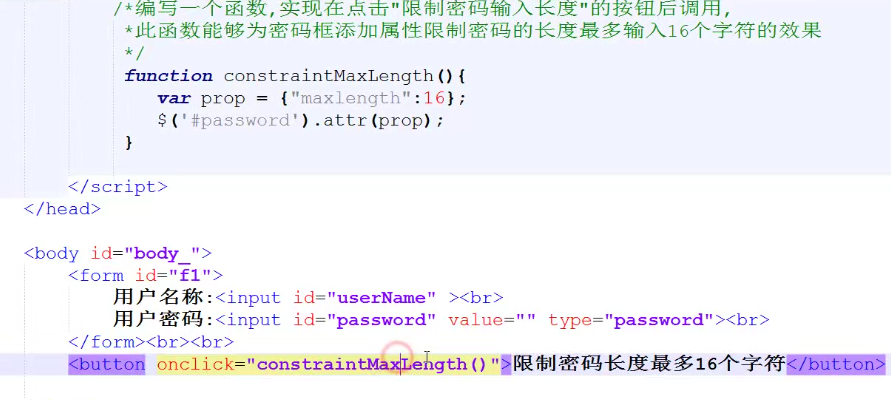 /*编写一个函数,实现在点击"限制密码输入长度"的按钮后调用,
*此函数能够为密码框添加属性限制密码的长度最多输入16个字符的效果
*/
function constraintMaxLength(){
var prop = {"maxlength":16};
$('#password').attr(prop);
}
</script>
</head>
<body id="body_">
<form id="f1">
用户名称:<input id="userName" ><br>
用户密码:<input id="password" value="" type="password"><br>
</form><br><br>
<button onclick="constraintMaxLength()">限制密码长度最多16个字符</button>